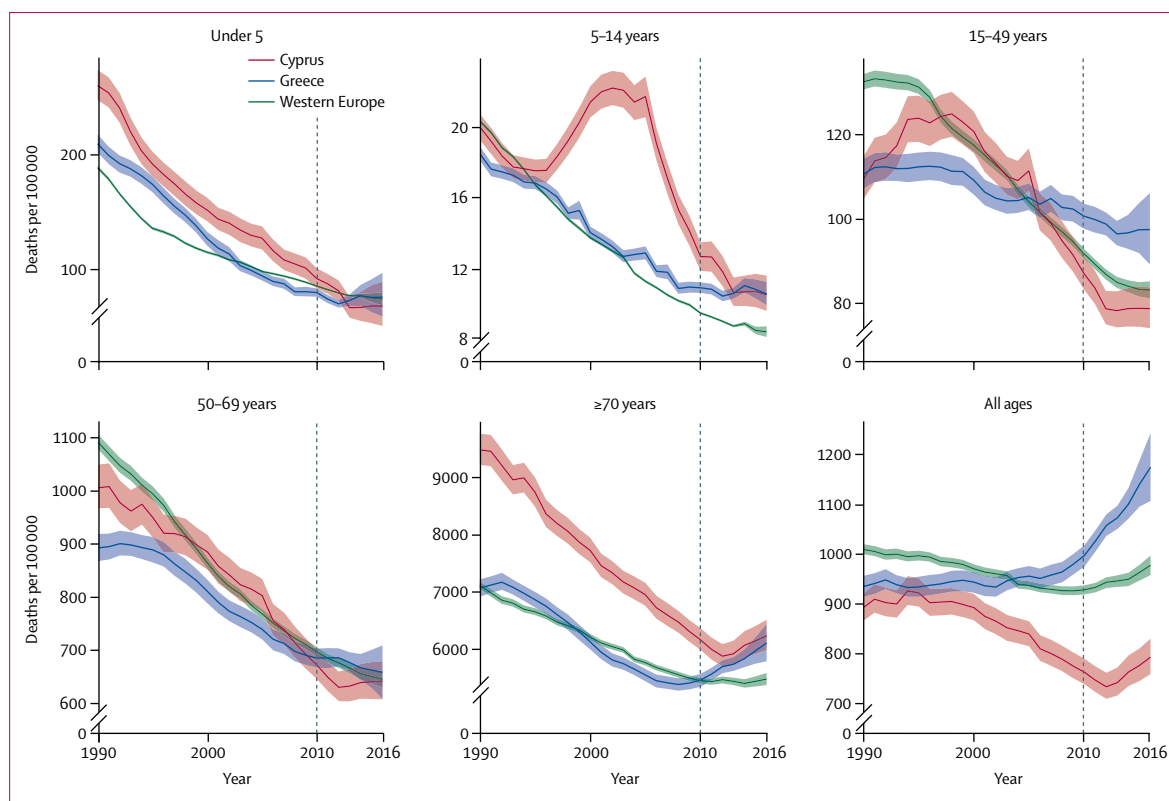 Under 5
5–14 years
15–49 years
Cyprus
Greece
Western Europe
Deaths per 100 000
200
100
0
20
16
12
8
0
120
100
80
0
50–69 years
≥70 years
All ages
Deaths per 100 000
1100
1000
900
800
700
600
0
9000
8000
7000
6000
0
1200
1100
1000
900
800
700
0
1990 2000 2010 2016
1990 2000 2010 2016
1990 2000 2010 2016
Year
Year
Year